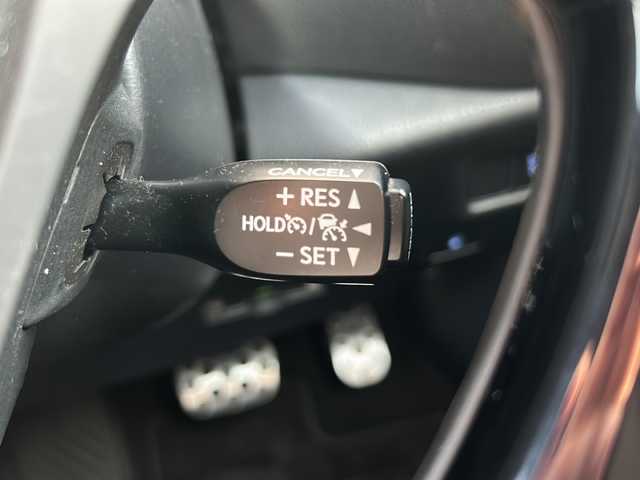 CANCEL▼
+ RES ▲
HOLD / ◀
− SET ▼